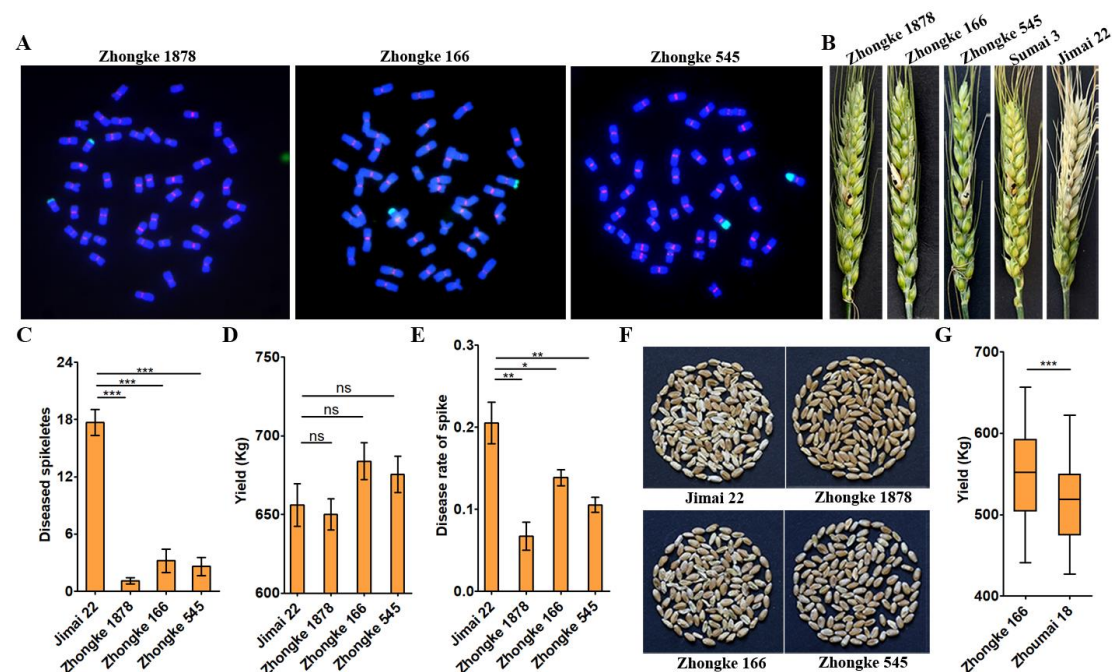 A
Zhongke 1878
Zhongke 166
Zhongke 545
B
Zhongke 1878
Zhongke 166
Zhongke 545
Sumai 3
Jimai 22
C
Diseased spikeletes
24
18
12
6
0
***
***
***
Jimai 22
Zhongke 1878
Zhongke 166
Zhongke 545
D
Yield (Kg)
750
700
650
600
ns
ns
ns
Jimai 22
Zhongke 1878
Zhongke 166
Zhongke 545
E
Disease rate of spike
0.3
0.2
0.1
0.0
**
*
**
Jimai 22
Zhongke 1878
Zhongke 166
Zhongke 545
F
Jimai 22
Zhongke 1878
Zhongke 166
Zhongke 545
G
Yield (Kg)
700
600
500
400
***
Zhongke 166
Zhoumai 18